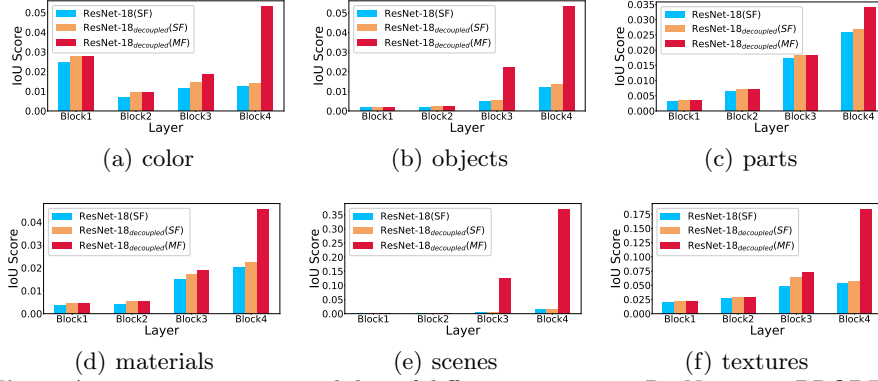 ResNet-18(SF)
ResNet-18decoupled(SF)
ResNet-18decoupled(MF)
IoU Score
0.05
0.04
0.03
0.02
0.01
0.00
Block1 Block2 Block3 Block4
Layer
(a) color
ResNet-18(SF)
ResNet-18decoupled(SF)
ResNet-18decoupled(MF)
IoU Score
0.05
0.04
0.03
0.02
0.01
0.00
Block1 Block2 Block3 Block4
Layer
(b) objects
ResNet-18(SF)
ResNet-18decoupled(SF)
ResNet-18decoupled(MF)
IoU Score
0.035
0.030
0.025
0.020
0.015
0.010
0.005
0.000
Block1 Block2 Block3 Block4
Layer
(c) parts
ResNet-18(SF)
ResNet-18decoupled(SF)
ResNet-18decoupled(MF)
IoU Score
0.04
0.03
0.02
0.01
0.00
Block1 Block2 Block3 Block4
Layer
(d) materials
ResNet-18(SF)
ResNet-18decoupled(SF)
ResNet-18decoupled(MF)
IoU Score
0.35
0.30
0.25
0.20
0.15
0.10
0.05
0.00
Block1 Block2 Block3 Block4
Layer
(e) scenes
ResNet-18(SF)
ResNet-18decoupled(SF)
ResNet-18decoupled(MF)
IoU Score
0.175
0.150
0.125
0.100
0.075
0.050
0.025
0.000
Block1 Block2 Block3 Block4
Layer
(f) textures